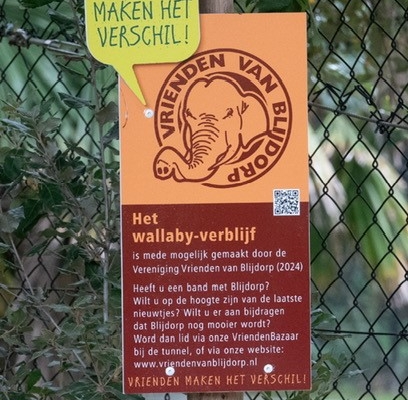 MAKEN HET
VERSCHIL!
VRIENDEN VAN BLIJDORP
Het
wallaby-verblijf
is mede mogelijk gemaakt door de
Vereniging Vrienden van Blijdorp (2024)
Heeft u een band met Blijdorp?
Wilt u op de hoogte zijn van de laatste
nieuwtjes? Wilt u er aan bijdragen
dat Blijdorp nog mooier wordt?
Word dan lid via onze VriendenBazaar
bij de tunnel, of via onze website:
www.vriendenvanblijdorp.nl
VRIENDEN MAKEN HET VERSCHIL!